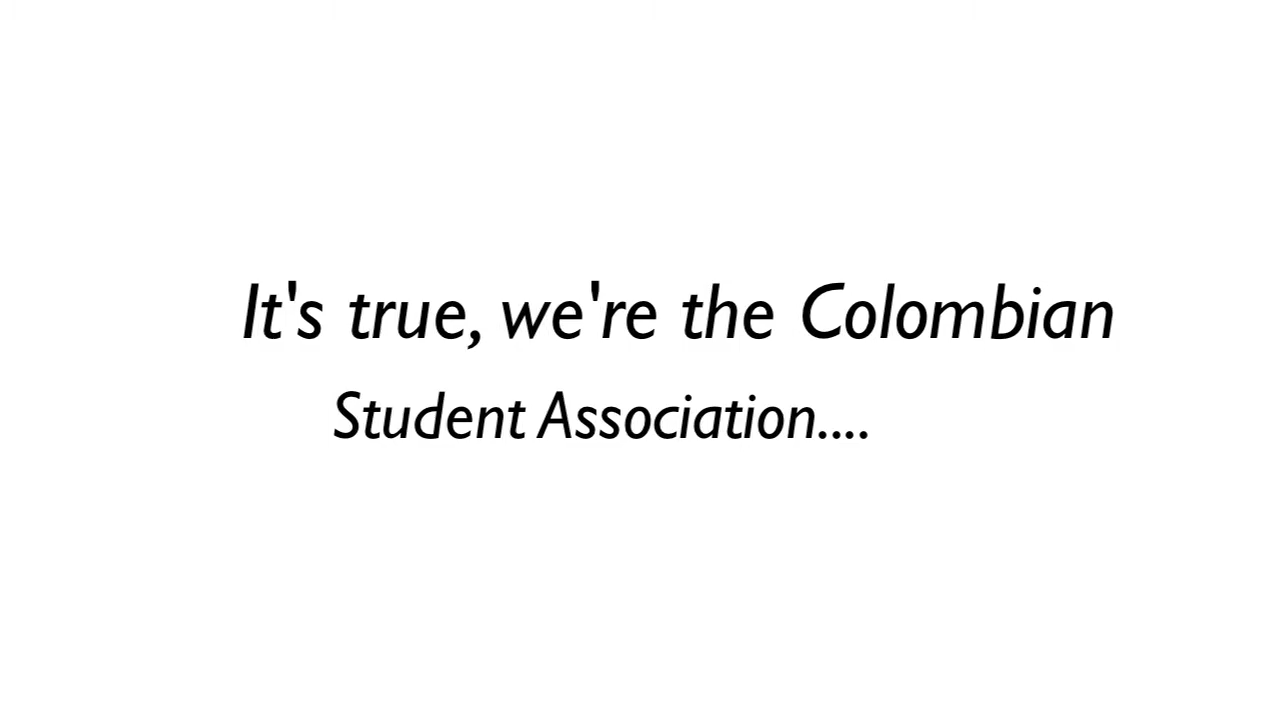 It's true, we're the Colombian
Student Association....